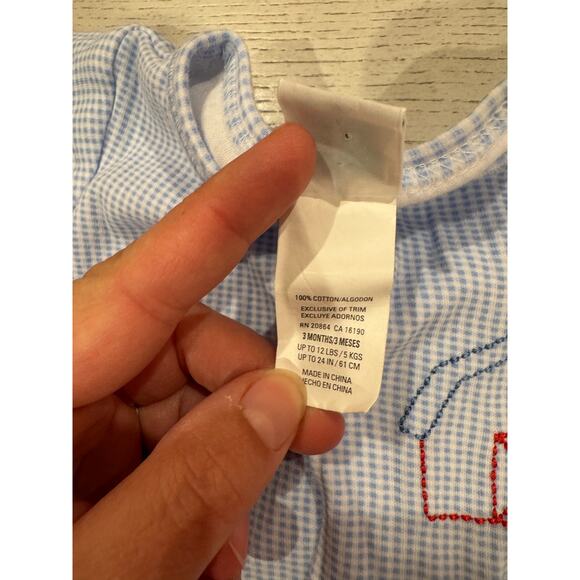 100% COTTON/ALGODON
EXCLUSIVE OF TRIM
EXCLUYE ADORNOS
RN 20864 CA 16190
3 MONTHS/3 MESES
UP TO 12 LBS / 5 KGS
UP TO 24 IN / 61 CM
MADE IN CHINA
HECHO EN CHINA